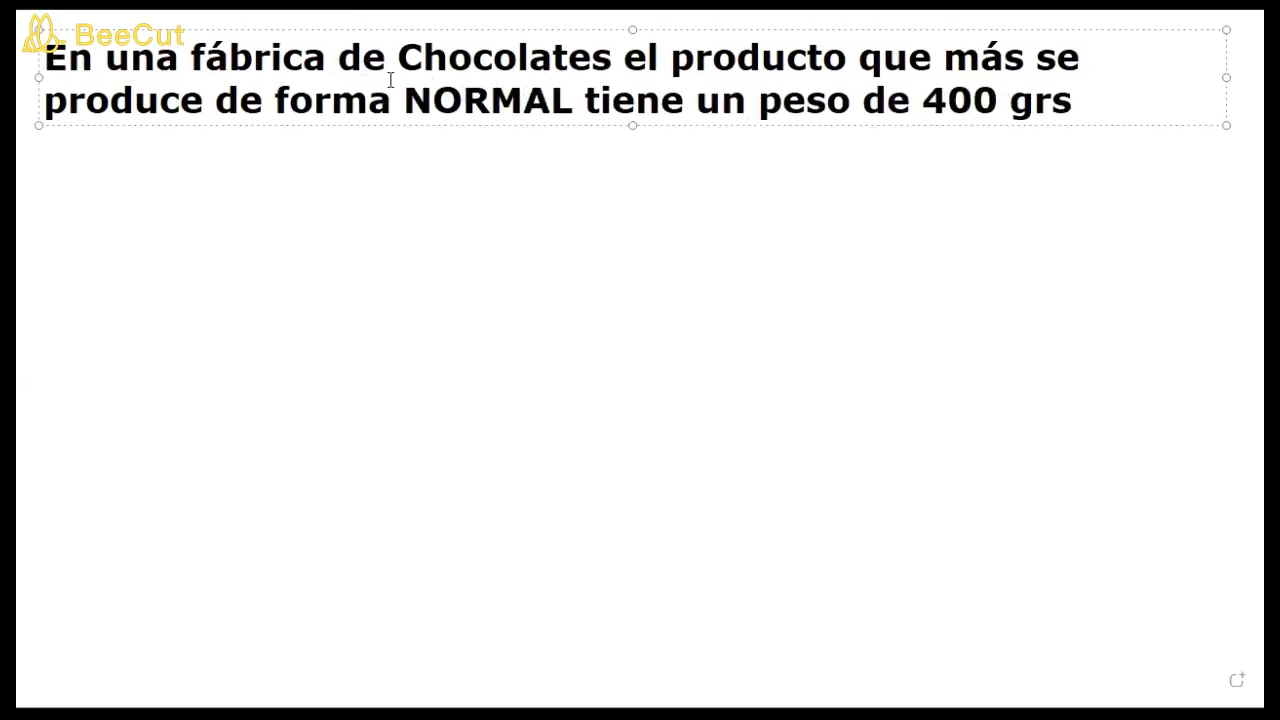 BeeCut
En una fábrica de Chocolates el producto que más se
produce de forma NORMAL tiene un peso de 400 grs